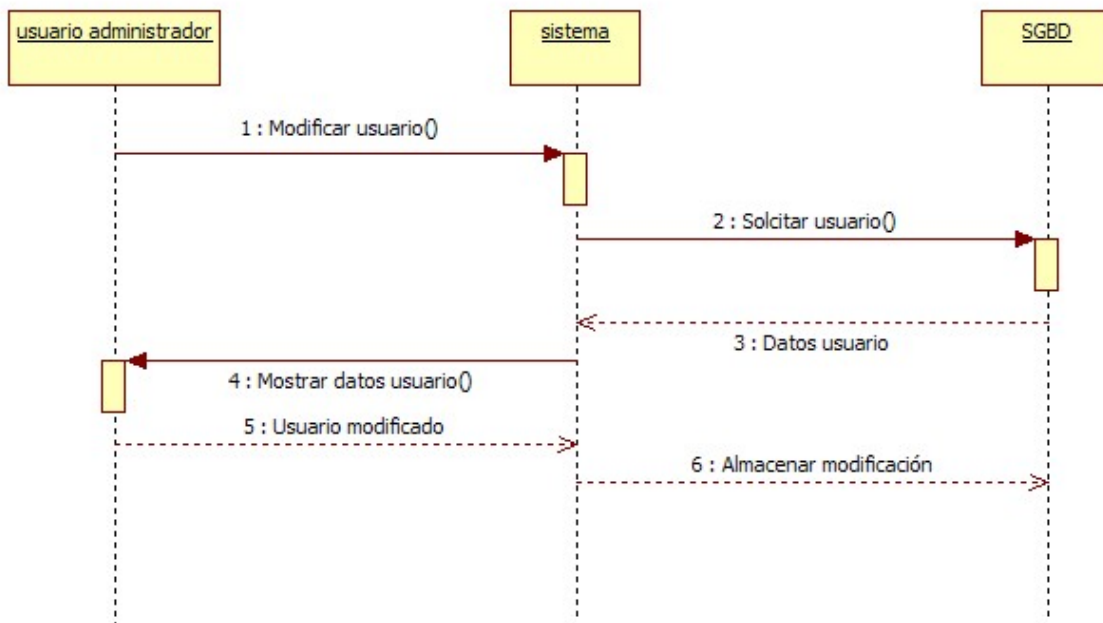 usuario administrador
sistema
SGBD
1 : Modificar usuario()
2 : Solcitar usuario()
3 : Datos usuario
4 : Mostrar datos usuario()
5 : Usuario modificado
6 : Almacenar modificación